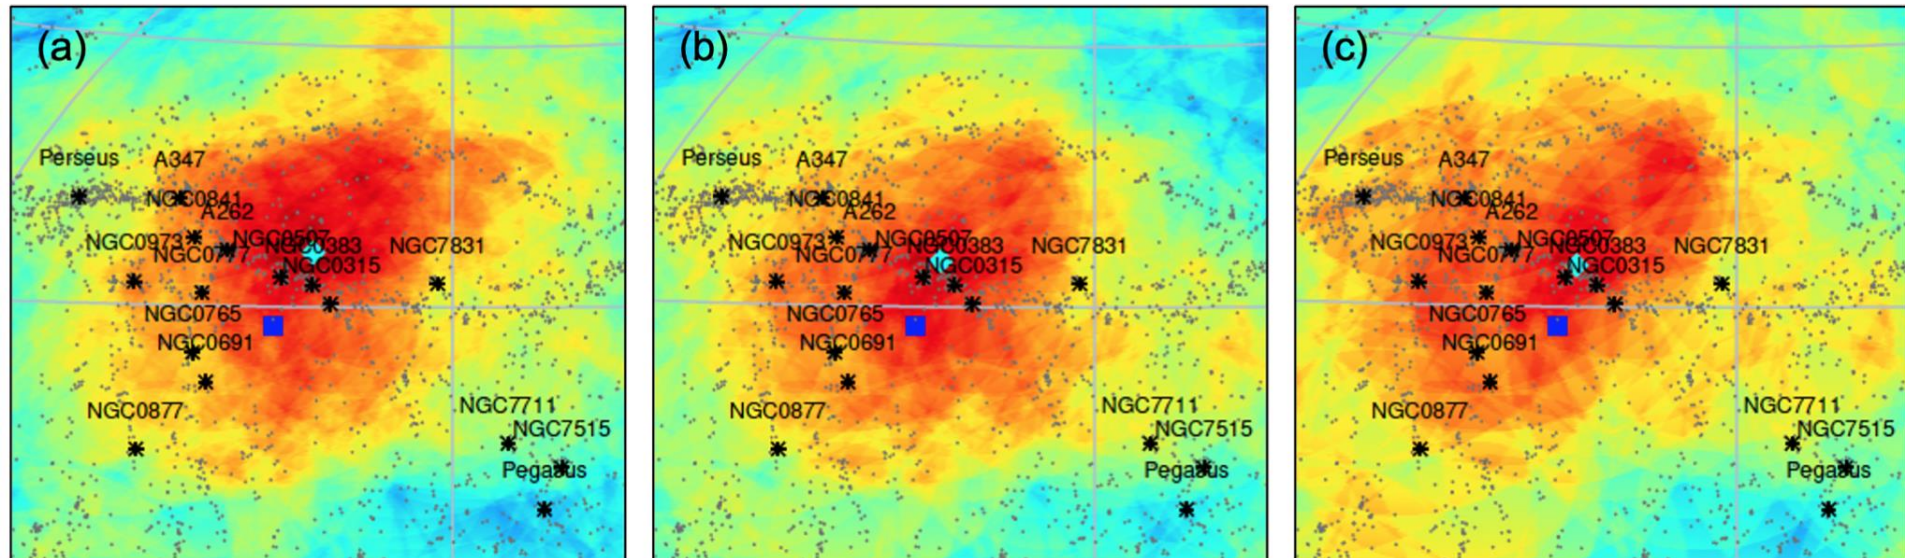 (a)
Perseus A347
NGC0841
A262
NGC0973 NGC0507
NGC0777 NGC0383 NGC7831
NGC0315
NGC0765
NGC0691
NGC0877 NGC7711
NGC7515
Pegasus
(b)
Perseus A347
NGC0841
A262
NGC0973 NGC0507
NGC0777 NGC0383 NGC7831
NGC0315
NGC0765
NGC0691
NGC0877 NGC7711
NGC7515
Pegasus
(c)
Perseus A347
NGC0841
A262
NGC0973 NGC0507
NGC0777 NGC0383 NGC7831
NGC0315
NGC0765
NGC0691
NGC0877 NGC7711
NGC7515
Pegasus